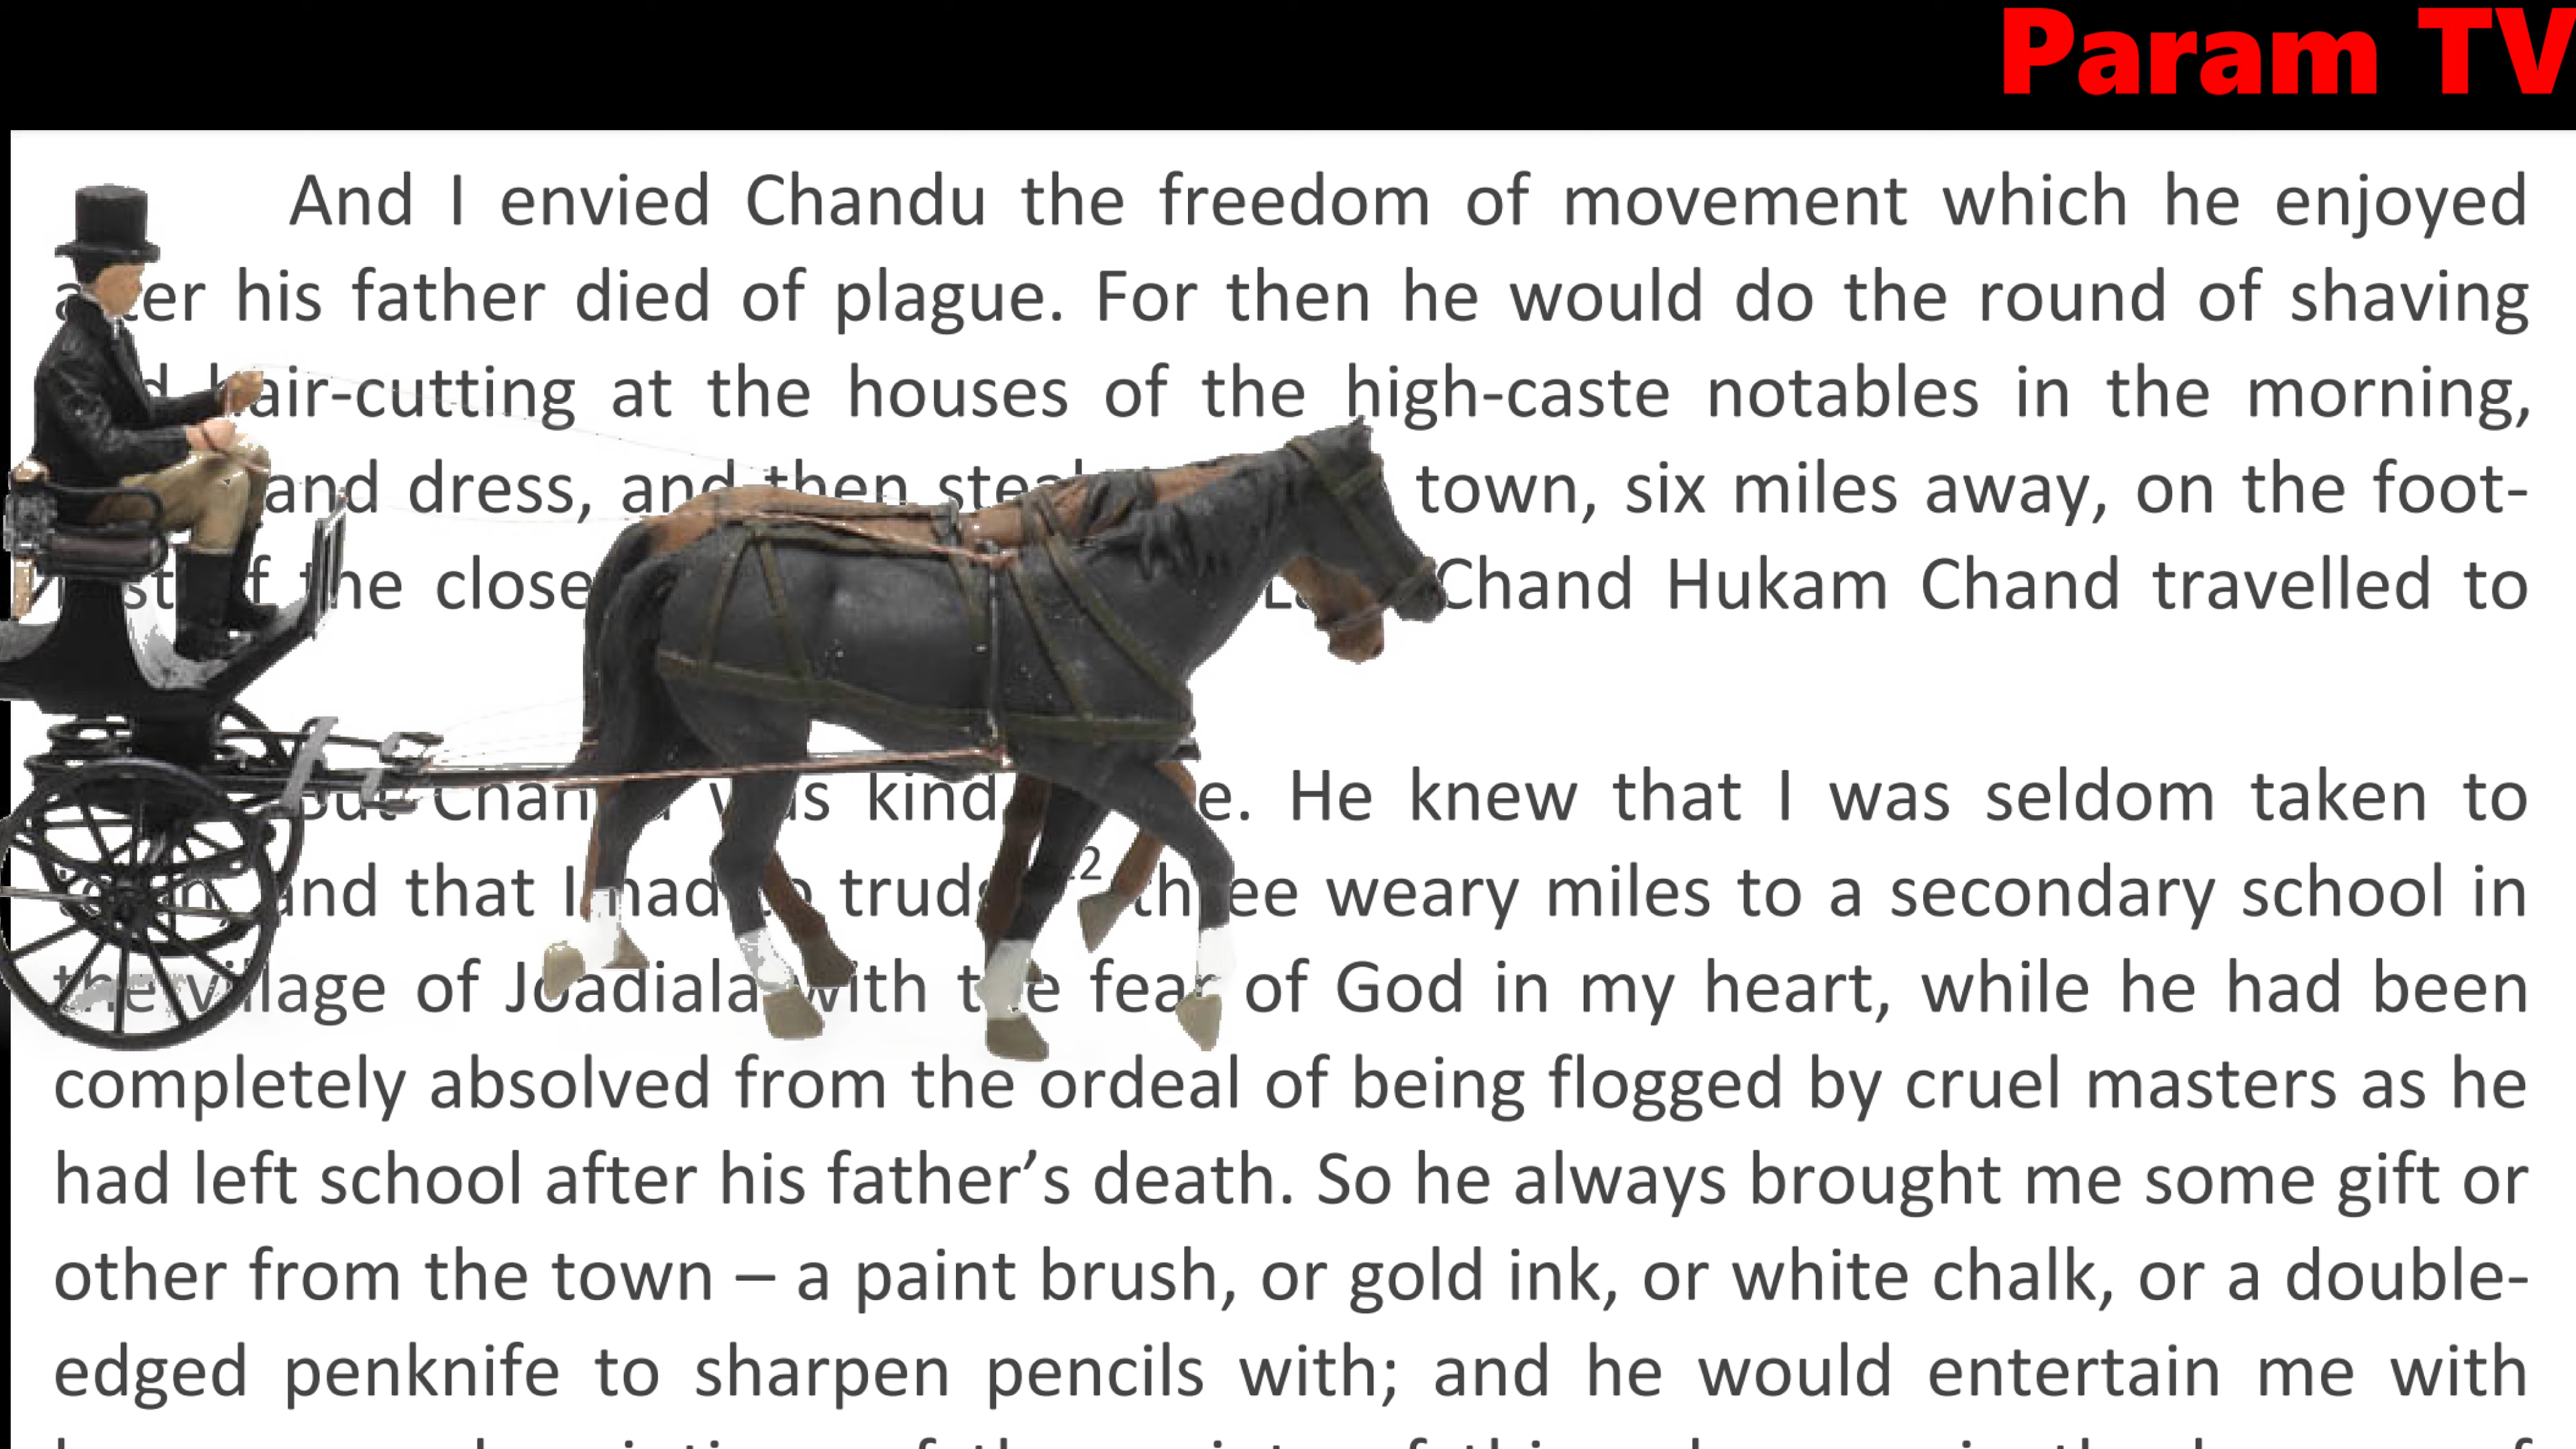 Param TV
And I envied Chandu the freedom of movement which he enjoyed
his father died of plague. For then he would do the round of shaving
hair-cutting at the houses of the high-caste notables in the morning,
and dress, and then town, six miles away, on the foot-
the Chand Hukam Chand travelled to
But was kind He knew that I was seldom taken to
and that I had three weary miles to a secondary school in
the village of Joadiala with the fear of God in my heart, while he had been
completely absolved from the ordeal of being flogged by cruel masters as he
had left school after his father’s death. So he always brought me some gift or
other from the town – a paint brush, or gold ink, or white chalk, or a double-
edged penknife to sharpen pencils with; and he would entertain me with